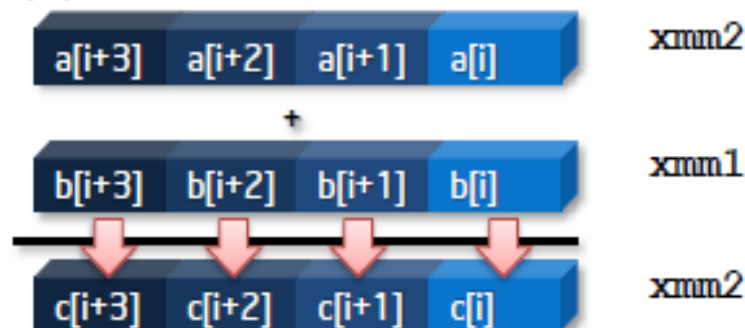 a[i+3] a[i+2] a[i+1] a[i] xmm2
+
b[i+3] b[i+2] b[i+1] b[i] xmm1
c[i+3] c[i+2] c[i+1] c[i] xmm2